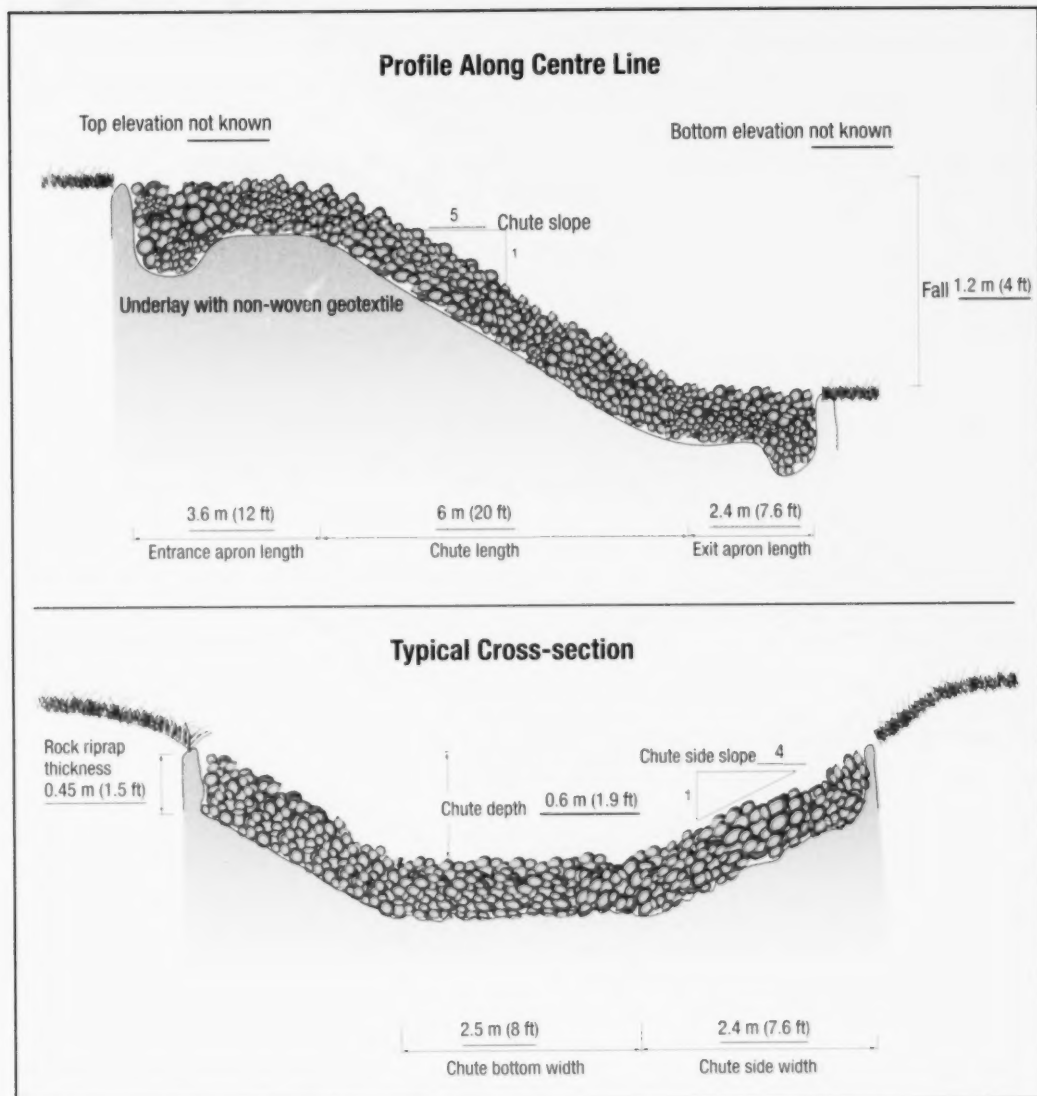 Profile Along Centre Line
Top elevation not known
Bottom elevation not known
5
Chute slope
1
Fall 1.2 m (4 ft)
Underlay with non-woven geotextile
3.6 m (12 ft)
6 m (20 ft)
2.4 m (7.6 ft)
Entrance apron length
Chute length
Exit apron length
Typical Cross-section
Rock riprap
thickness
0.45 m (1.5 ft)
Chute side slope 4
1
Chute depth 0.6 m (1.9 ft)
2.5 m (8 ft)
2.4 m (7.6 ft)
Chute bottom width
Chute side width